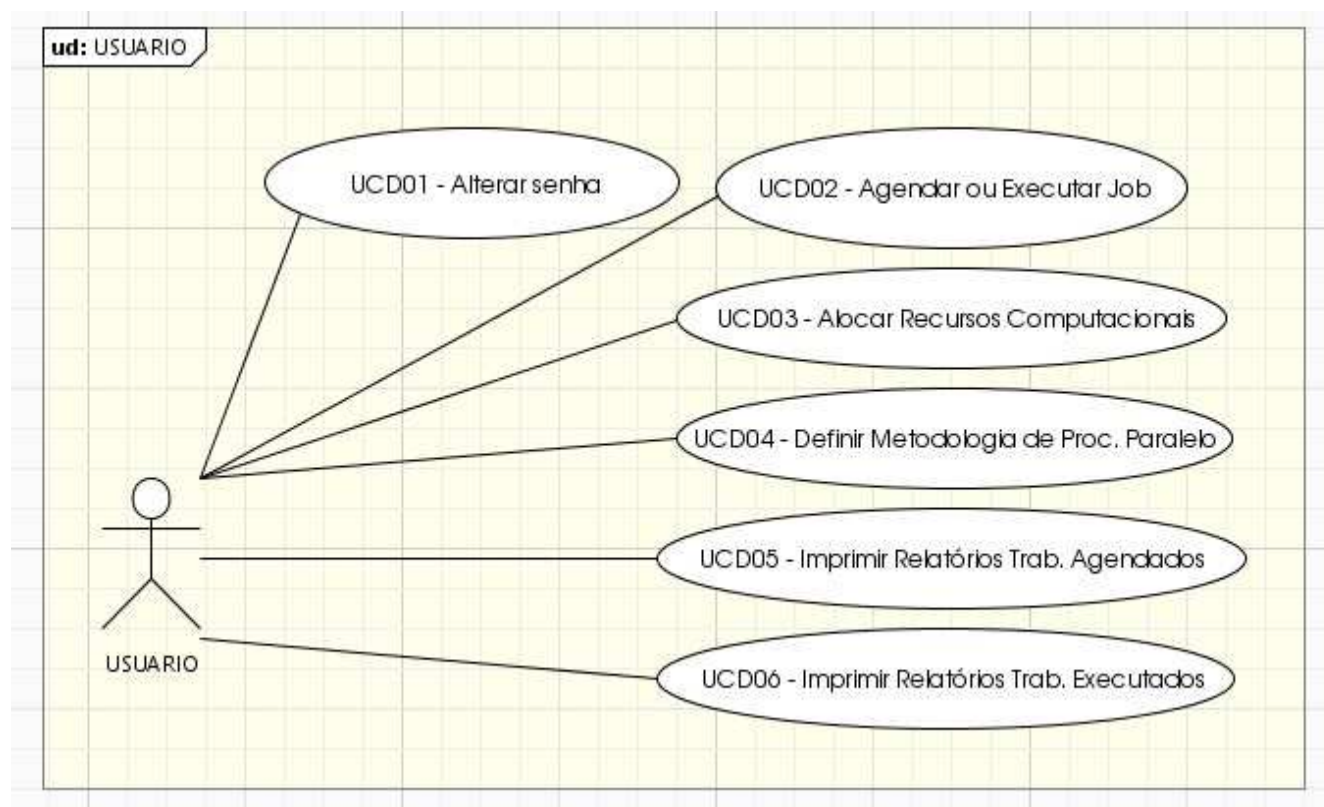 ud: USUARIO
UCD01 - Alterar senha
UCD02 - Agendar ou Executar Job
UCD03 - Alocar Recursos Computacionais
UCD04 - Definir Metodologia de Proc. Paralelo
UCD05 - Imprimir Relatórios Trab. Agendados
UCD06 - Imprimir Relatórios Trab. Executados
USUARIO